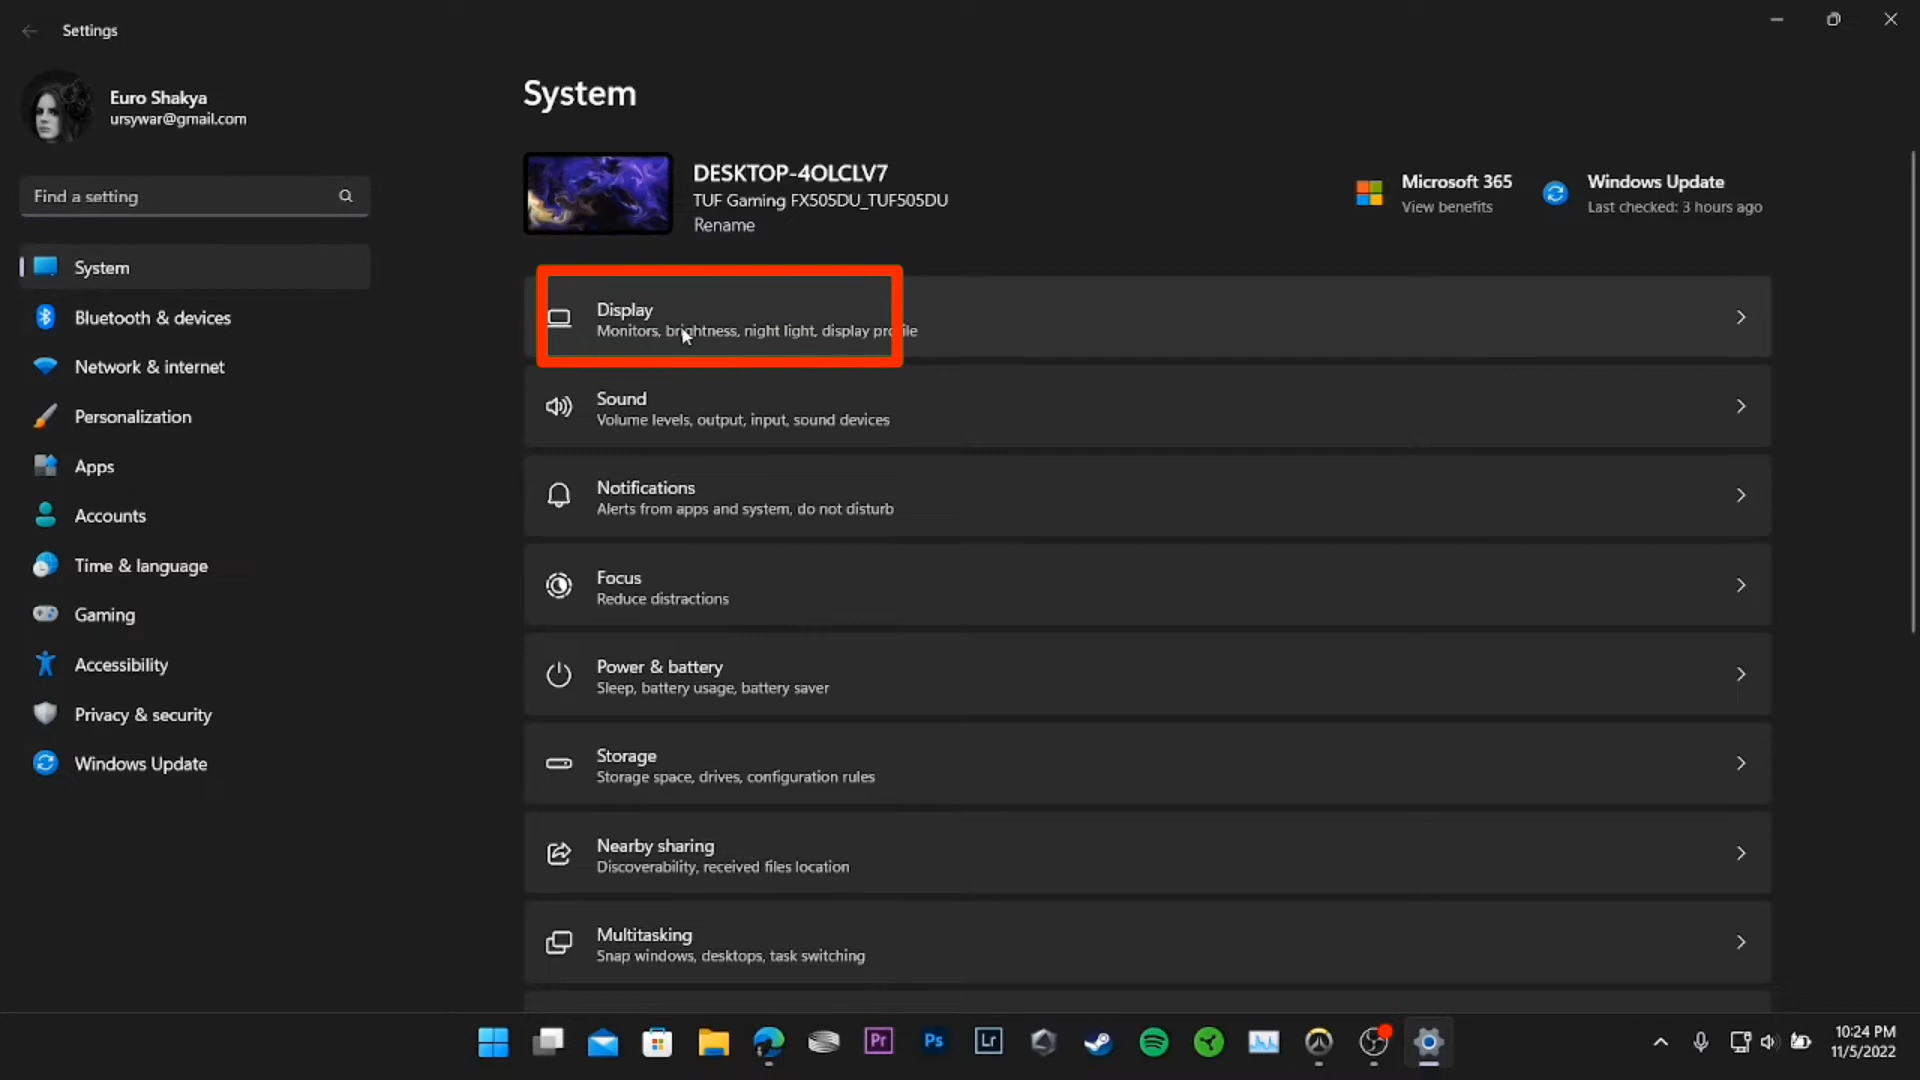 Settings
Euro Shakya
ursywar@gmail.com
Find a setting
System
Bluetooth & devices
Network & internet
Personalization
Apps
Accounts
Time & language
Gaming
Accessibility
Privacy & security
Windows Update
System
DESKTOP-4OLCLV7
TUF Gaming FX505DU_TUF505DU
Rename
Microsoft 365
View benefits
Windows Update
Last checked: 3 hours ago
Display
Monitors, brightness, night light, display profile
Sound
Volume levels, output, input, sound devices
Notifications
Alerts from apps and system, do not disturb
Focus
Reduce distractions
Power & battery
Sleep, battery usage, battery saver
Storage
Storage space, drives, configuration rules
Nearby sharing
Discoverability, received files location
Multitasking
Snap windows, desktops, task switching
Pr
Ps
Lr
10:24 PM
11/5/2022